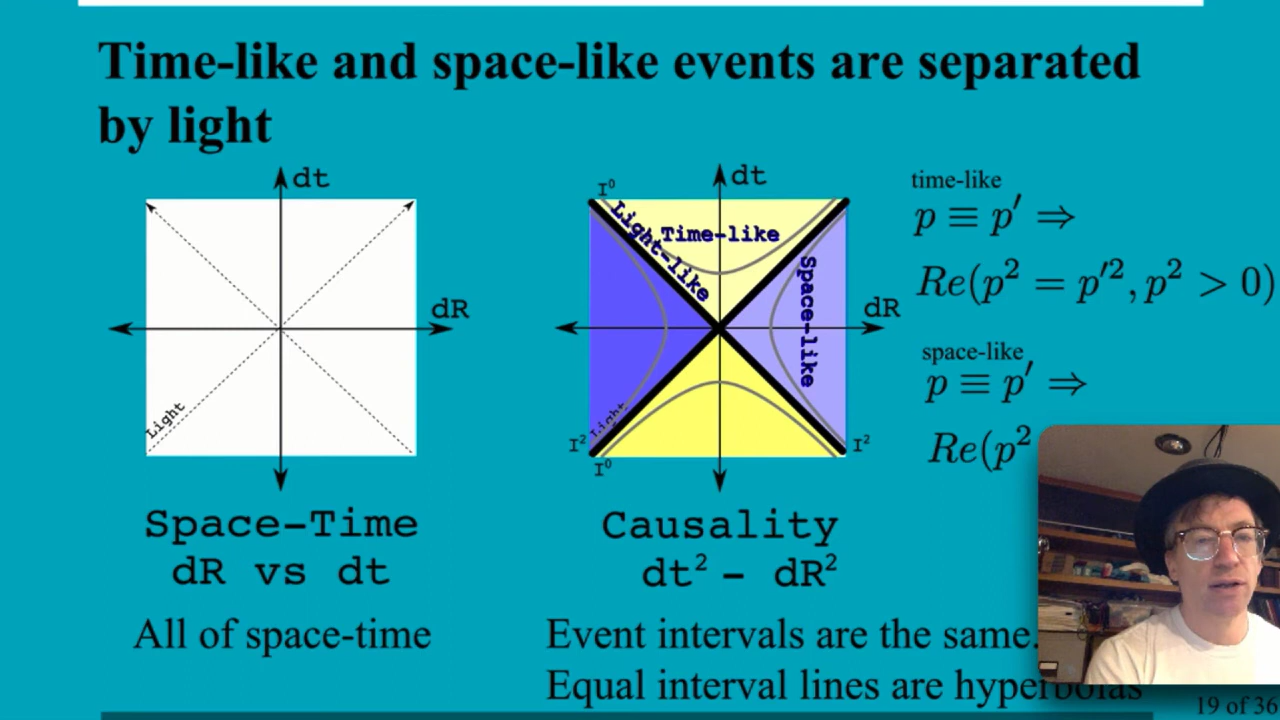 Time-like and space-like events are separated
by light
dt
dR
Light
Space-Time
dR vs dt
All of space-time
dt
I⁰
Light-like
Time-like
Space-like
dR
Light
I²
I⁰
I²
Causality
dt² - dR²
Event intervals are the same.
Equal interval lines are hyperbolas
time-like
p ≡ p′ ⇒
Re(p² = p′², p² > 0)
space-like
p ≡ p′ ⇒
Re(p²
19 of 36